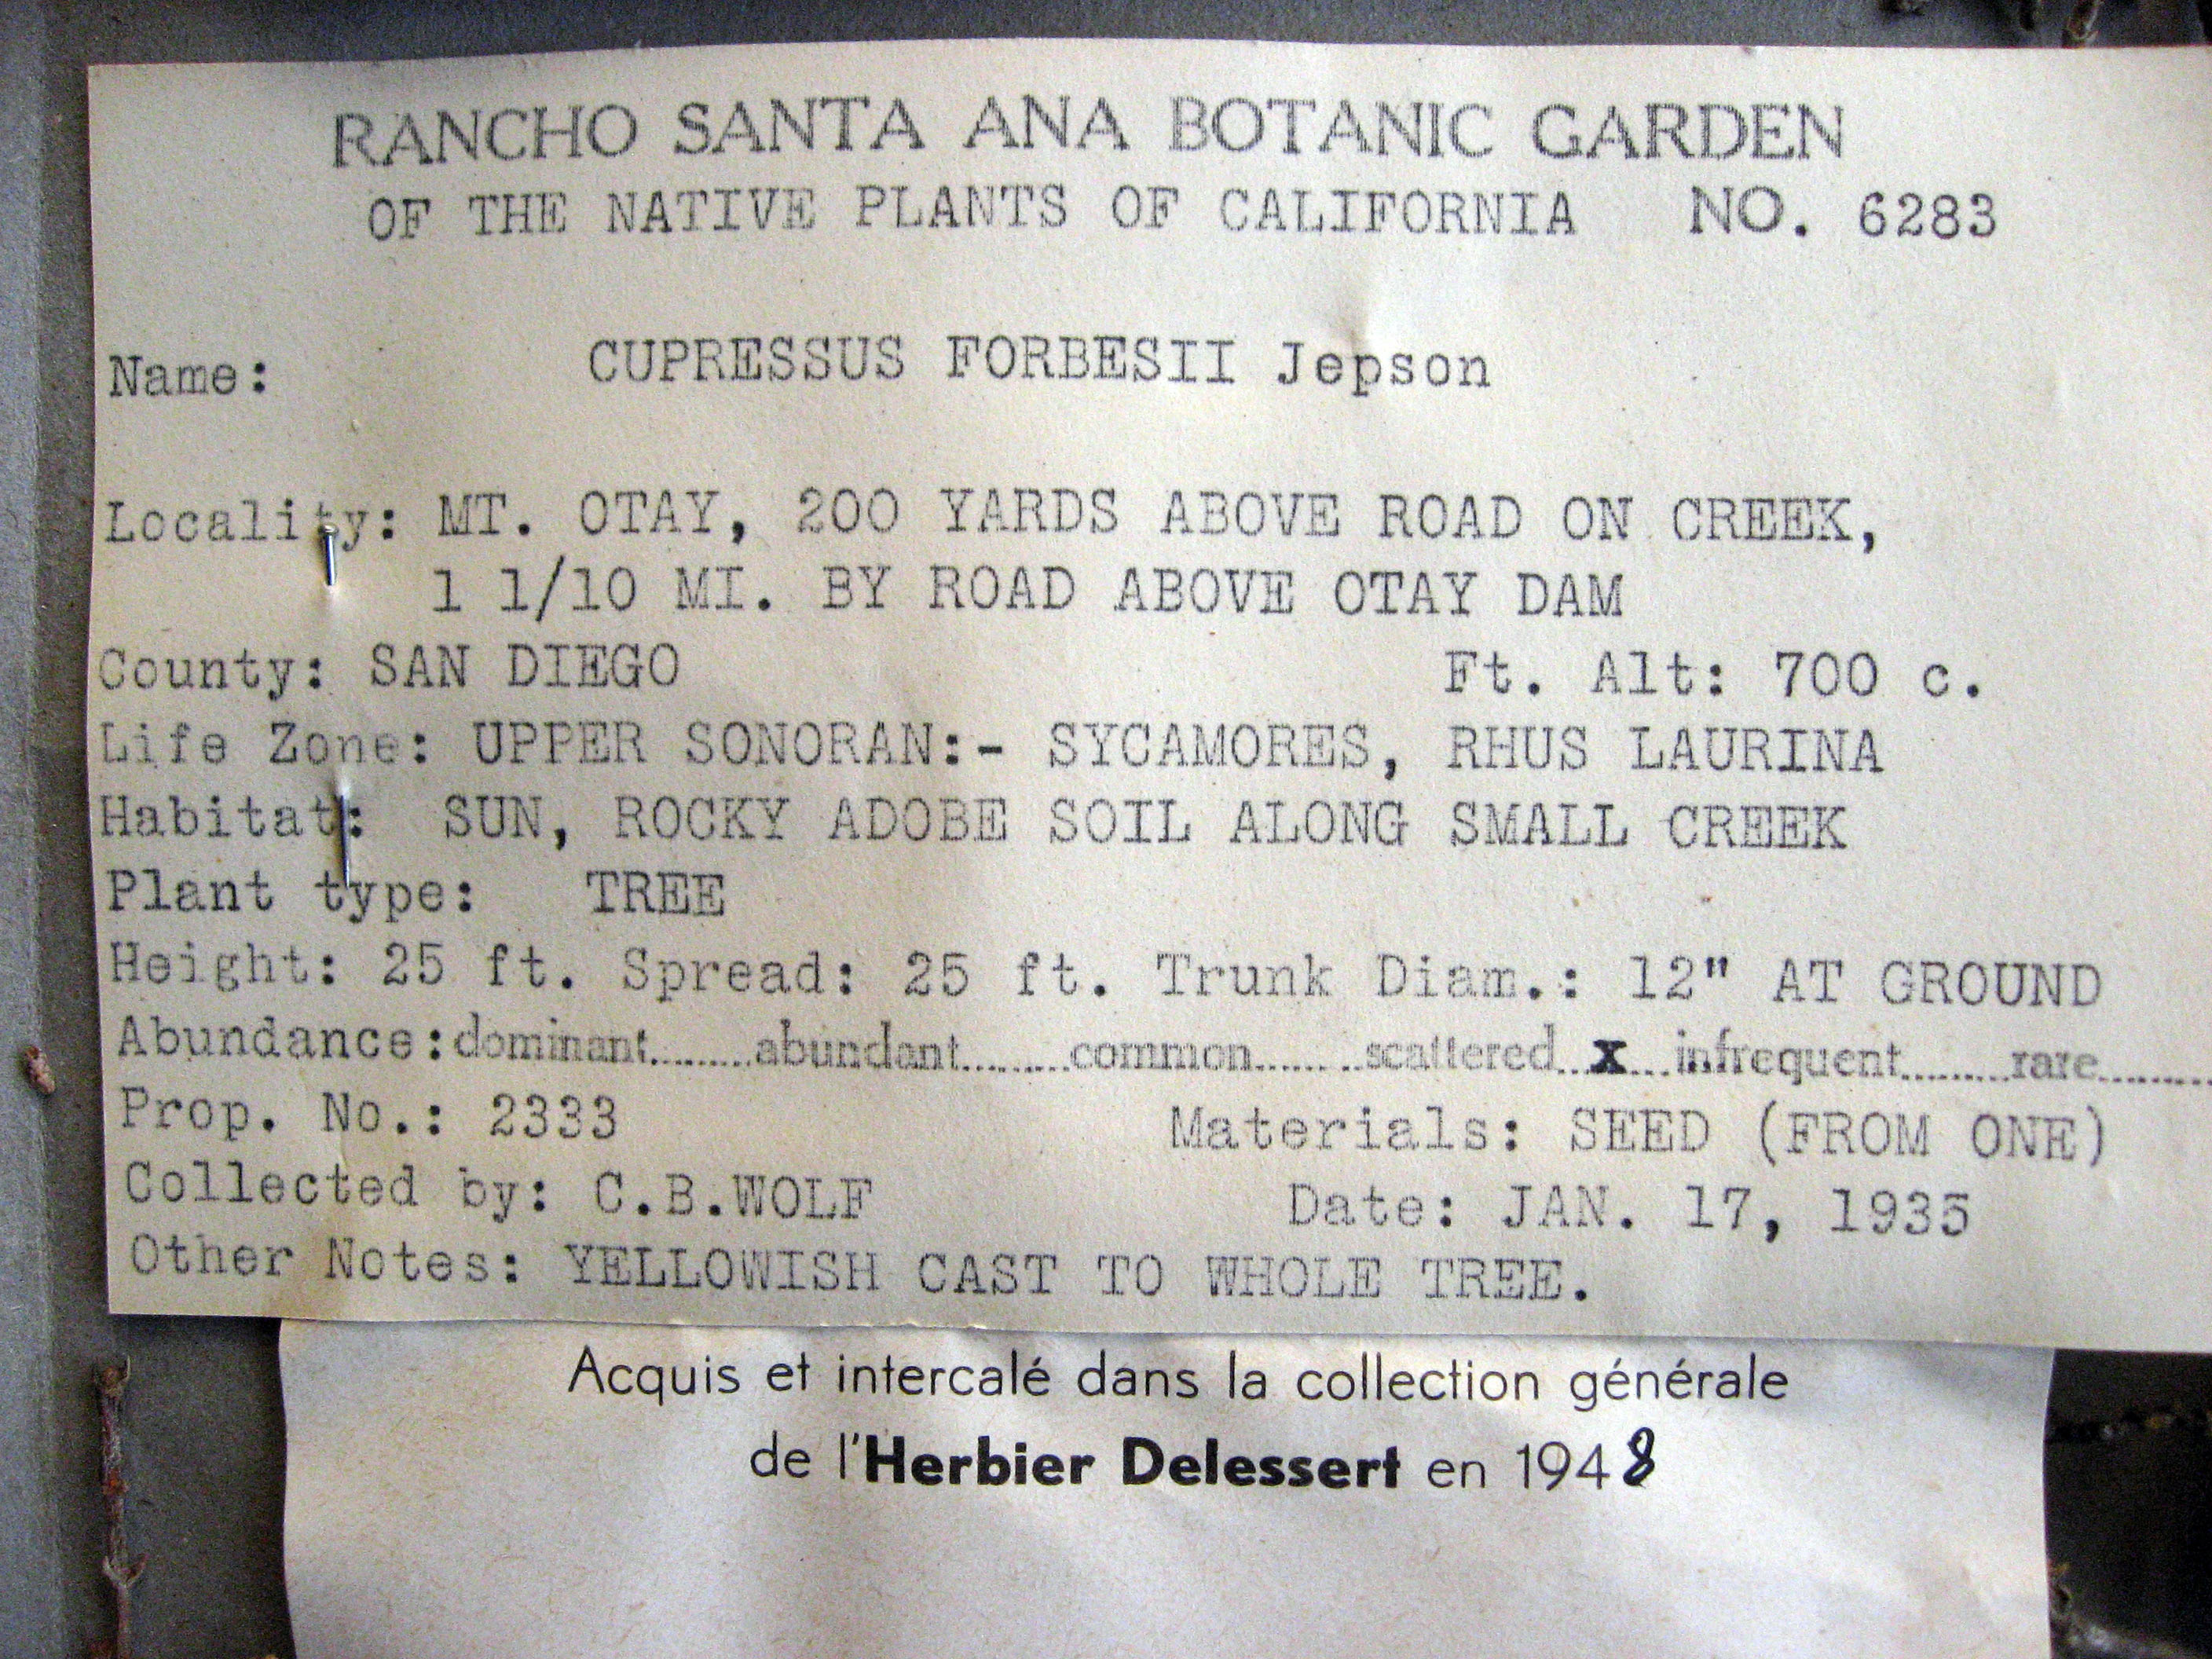 RANCHO SANTA ANA BOTANIC GARDEN
OF THE NATIVE PLANTS OF CALIFORNIA NO. 6283
Name: CUPRESSUS FORBESII Jepson
Locality: MT. OTAY, 200 YARDS ABOVE ROAD ON CREEK,
1 1/10 MI. BY ROAD ABOVE OTAY DAM
County: SAN DIEGO Ft. Alt: 700 c.
Life Zone: UPPER SONORAN:- SYCAMORES, RHUS LAURINA
Habitat: SUN, ROCKY ADOBE SOIL ALONG SMALL CREEK
Plant type: TREE
Height: 25 ft. Spread: 25 ft. Trunk Diam.: 12" AT GROUND
Abundance: dominant.........abundant.........common.........scattered...x...infrequent.........rare.........
Prop. No.: 2333 Materials: SEED (FROM ONE)
Collected by: C.B.WOLF Date: JAN. 17, 1935
Other Notes: YELLOWISH CAST TO WHOLE TREE.
Acquis et intercalé dans la collection générale
de l'Herbier Delessert en 1948